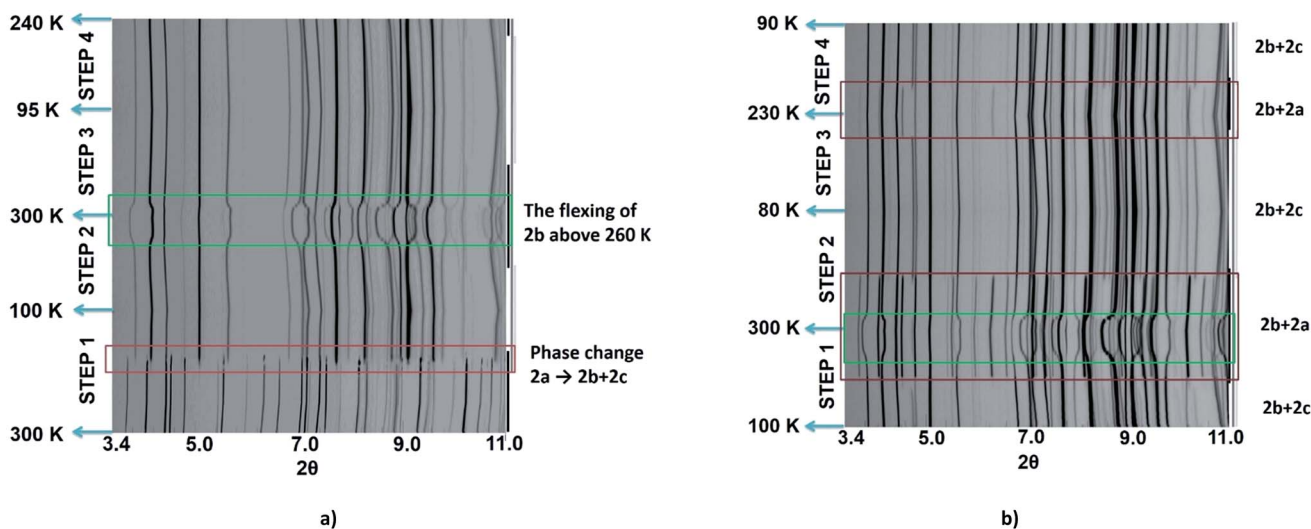 240 K
STEP 4
95 K
STEP 3
300 K
STEP 2
100 K
STEP 1
300 K
3.4 5.0 7.0 9.0 11.0
2θ
The flexing of
2b above 260 K
Phase change
2a → 2b+2c
a)
90 K
STEP 4
230 K
STEP 3
80 K
STEP 2
300 K
STEP 1
100 K
3.4 5.0 7.0 9.0 11.0
2θ
2b+2c
2b+2a
2b+2c
2b+2a
2b+2c
b)